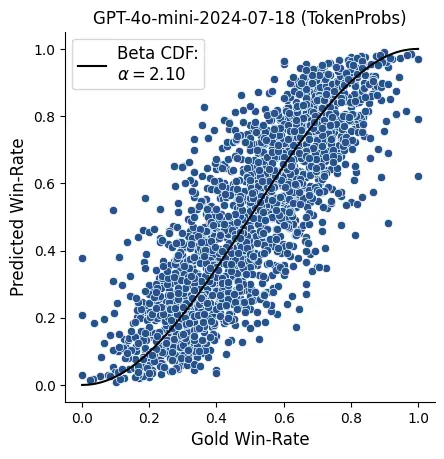 GPT-4o-mini-2024-07-18 (TokenProbs)
Beta CDF:
α = 2.10
1.0
0.8
0.6
0.4
0.2
0.0
Predicted Win-Rate
0.0 0.2 0.4 0.6 0.8 1.0
Gold Win-Rate